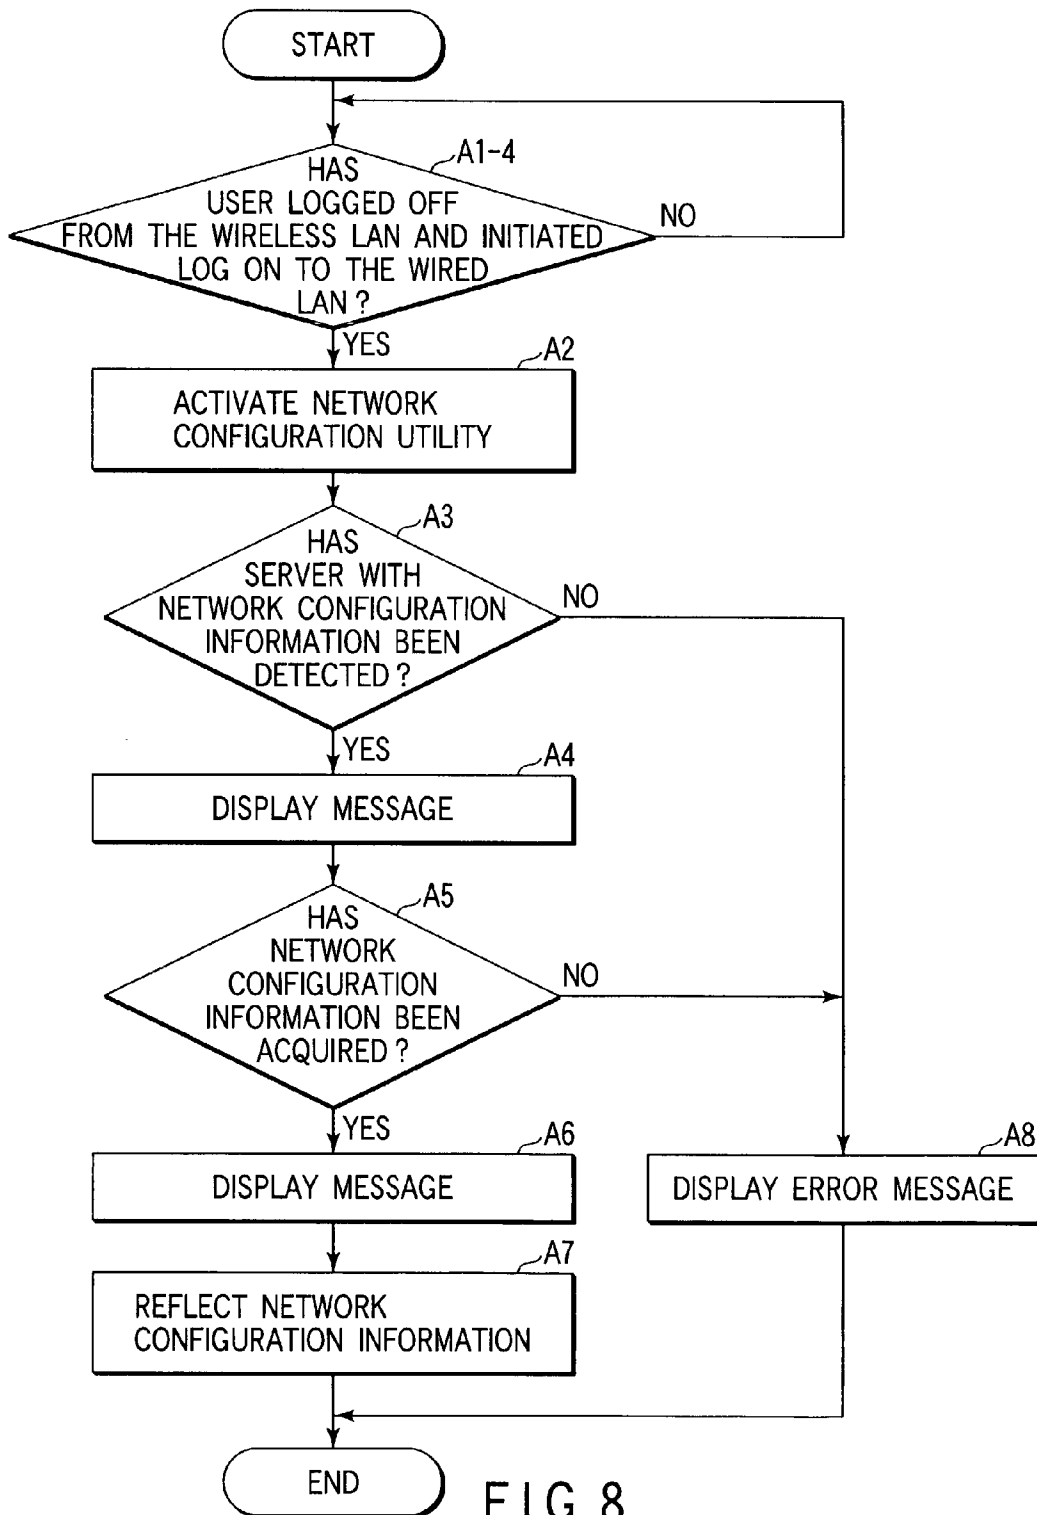 START
A1-4
HAS
USER LOGGED OFF
FROM THE WIRELESS LAN AND INITIATED
LOG ON TO THE WIRED
LAN?
NO
YES
A2
ACTIVATE NETWORK
CONFIGURATION UTILITY
A3
HAS
SERVER WITH
NETWORK CONFIGURATION
INFORMATION BEEN
DETECTED?
NO
YES
A4
DISPLAY MESSAGE
A5
HAS
NETWORK
CONFIGURATION
INFORMATION BEEN
ACQUIRED?
NO
YES
A6
DISPLAY MESSAGE
A8
DISPLAY ERROR MESSAGE
A7
REFLECT NETWORK
CONFIGURATION INFORMATION
END
FIG. 8